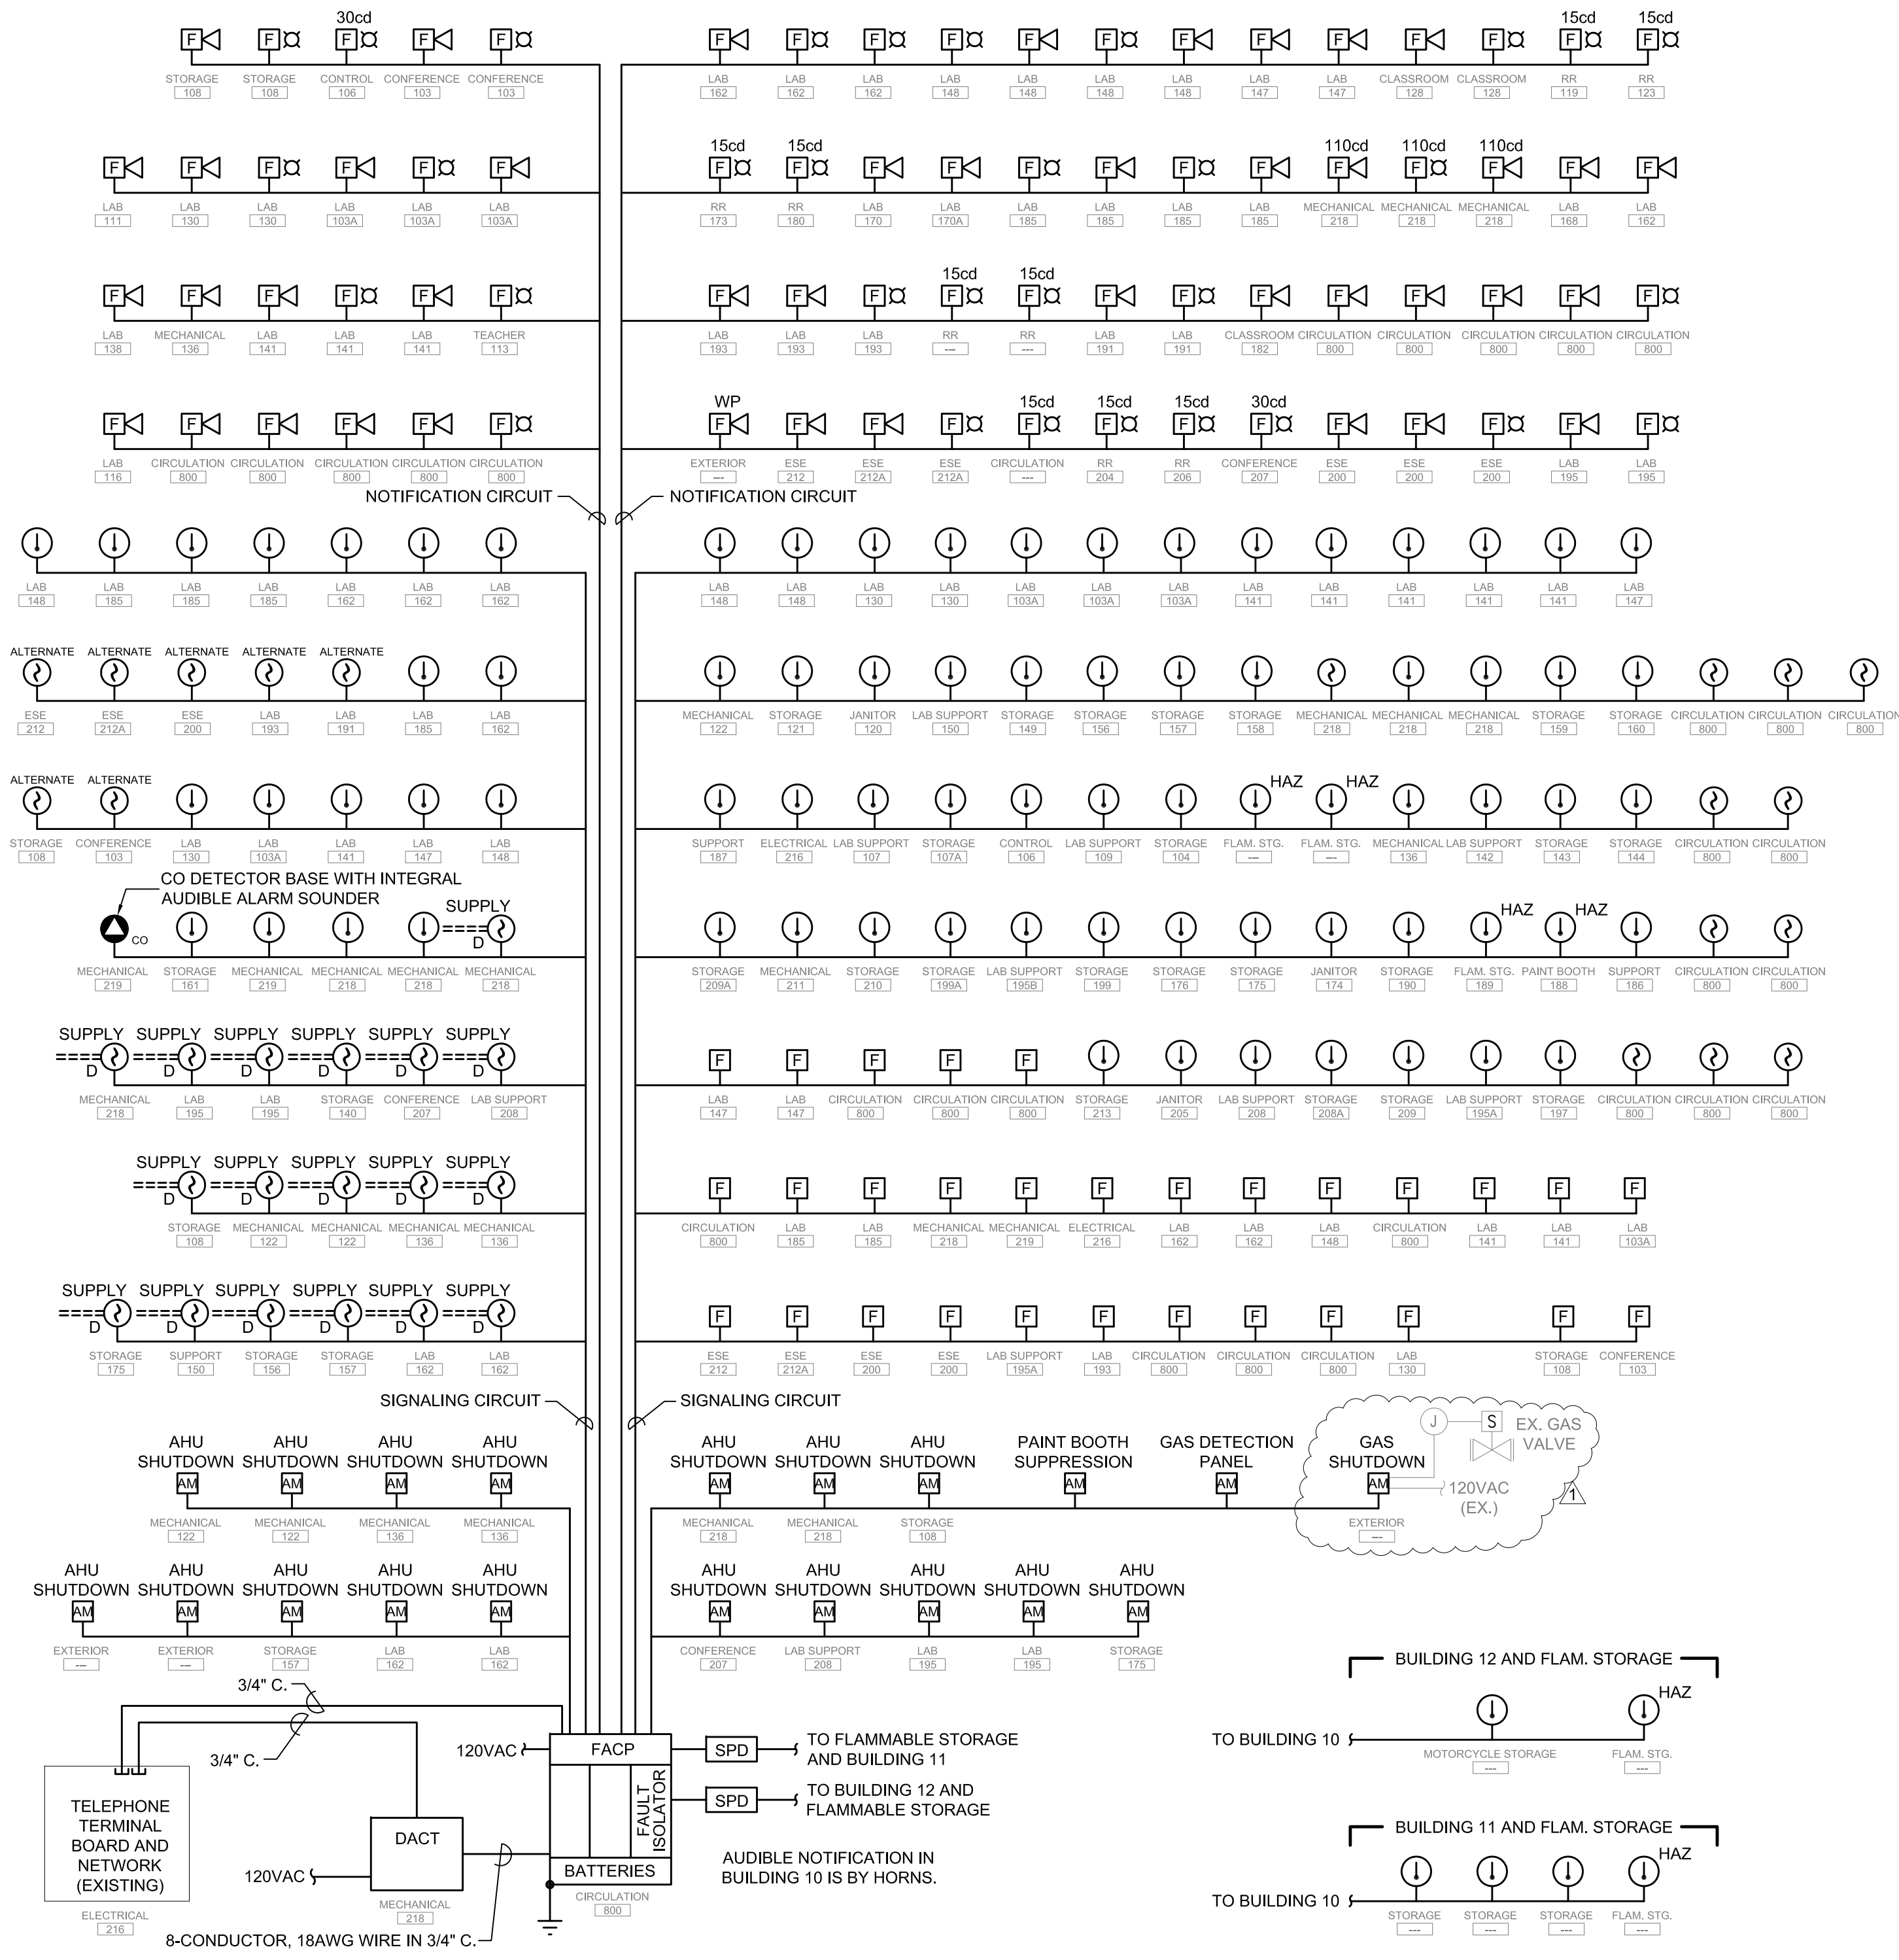 30cd 15cd 15cd
F F F F F F F F F F F F F F F F F F
STORAGE STORAGE CONTROL CONFERENCE CONFERENCE LAB LAB LAB LAB LAB LAB LAB LAB LAB CLASSROOM CLASSROOM RR RR
108 108 106 103 103 162 162 162 148 148 148 148 147 147 128 128 119 123
15cd 15cd 110cd 110cd 110cd
F F F F F F F F F F F F F F F F F F F
LAB LAB LAB LAB LAB LAB RR RR LAB LAB LAB LAB LAB LAB MECHANICAL MECHANICAL MECHANICAL LAB LAB
111 130 130 103A 103A 103A 173 180 170 170A 185 185 185 185 218 218 218 168 162
15cd 15cd
F F F F F F F F F F F F F F F F F F F
LAB MECHANICAL LAB LAB LAB TEACHER LAB LAB LAB RR RR LAB LAB CLASSROOM CIRCULATION CIRCULATION CIRCULATION CIRCULATION CIRCULATION
138 136 141 141 141 113 193 193 193 --- --- 191 191 182 800 800 800 800 800
WP 15cd 15cd 15cd 30cd
F F F F F F F F F F F F F F F F F F F
LAB CIRCULATION CIRCULATION CIRCULATION CIRCULATION CIRCULATION EXTERIOR ESE ESE ESE CIRCULATION RR RR CONFERENCE ESE ESE ESE LAB LAB
116 800 800 800 800 800 --- 212 212A 212A --- 204 206 207 200 200 200 195 195
NOTIFICATION CIRCUIT NOTIFICATION CIRCUIT
LAB LAB LAB LAB LAB LAB LAB LAB LAB LAB LAB LAB LAB LAB LAB LAB LAB LAB LAB LAB
148 185 185 185 162 162 162 148 148 130 130 103A 103A 103A 141 141 141 141 141 147
ALTERNATE ALTERNATE ALTERNATE ALTERNATE ALTERNATE
ESE ESE ESE LAB LAB LAB LAB MECHANICAL STORAGE JANITOR LAB SUPPORT STORAGE STORAGE STORAGE STORAGE MECHANICAL MECHANICAL MECHANICAL STORAGE STORAGE CIRCULATION CIRCULATION CIRCULATION
212 212A 200 193 191 185 162 122 121 120 150 149 156 157 158 218 218 218 159 160 800 800 800
ALTERNATE ALTERNATE HAZ HAZ
STORAGE CONFERENCE LAB LAB LAB LAB LAB SUPPORT ELECTRICAL LAB SUPPORT STORAGE CONTROL LAB SUPPORT STORAGE FLAM. STG. FLAM. STG. MECHANICAL LAB SUPPORT STORAGE STORAGE CIRCULATION CIRCULATION
108 103 130 103A 141 147 148 187 216 107 107A 106 109 104 --- --- 136 142 143 144 800 800
CO DETECTOR BASE WITH INTEGRAL
AUDIBLE ALARM SOUNDER
SUPPLY HAZ HAZ
CO D
MECHANICAL STORAGE MECHANICAL MECHANICAL MECHANICAL MECHANICAL STORAGE MECHANICAL STORAGE STORAGE LAB SUPPORT STORAGE STORAGE STORAGE JANITOR STORAGE FLAM. STG. PAINT BOOTH SUPPORT CIRCULATION CIRCULATION
219 161 219 218 218 218 209A 211 210 199A 195B 199 176 175 174 190 189 188 186 800 800
SUPPLY SUPPLY SUPPLY SUPPLY SUPPLY SUPPLY
D D D D D D F F F F F
MECHANICAL LAB LAB STORAGE CONFERENCE LAB SUPPORT LAB LAB CIRCULATION CIRCULATION CIRCULATION STORAGE JANITOR LAB SUPPORT STORAGE STORAGE LAB SUPPORT STORAGE CIRCULATION CIRCULATION CIRCULATION
218 195 195 140 207 208 147 147 800 800 800 213 205 208 208A 209 195A 197 800 800 800
SUPPLY SUPPLY SUPPLY SUPPLY SUPPLY
D D D D D F F F F F F F F F F F F F
STORAGE MECHANICAL MECHANICAL MECHANICAL MECHANICAL CIRCULATION LAB LAB MECHANICAL MECHANICAL ELECTRICAL LAB LAB LAB CIRCULATION LAB LAB LAB
108 122 122 136 136 800 185 185 218 219 216 162 162 148 800 141 141 103A
SUPPLY SUPPLY SUPPLY SUPPLY SUPPLY SUPPLY
D D D D D D F F F F F F F F F F F F
STORAGE SUPPORT STORAGE STORAGE LAB LAB ESE ESE ESE ESE LAB SUPPORT LAB CIRCULATION CIRCULATION CIRCULATION LAB STORAGE CONFERENCE
175 150 156 157 162 162 212 212A 200 200 195A 193 800 800 800 130 108 103
SIGNALING CIRCUIT SIGNALING CIRCUIT
AHU AHU AHU AHU AHU AHU AHU PAINT BOOTH GAS DETECTION GAS J S EX. GAS
SHUTDOWN SHUTDOWN SHUTDOWN SHUTDOWN SHUTDOWN SHUTDOWN SHUTDOWN SUPPRESSION PANEL SHUTDOWN VALVE
AM AM AM AM AM AM AM AM AM AM 120VAC 1
(EX.)
MECHANICAL MECHANICAL MECHANICAL MECHANICAL MECHANICAL MECHANICAL STORAGE EXTERIOR
122 122 136 136 218 218 108 ---
AHU AHU AHU AHU AHU AHU AHU AHU AHU AHU
SHUTDOWN SHUTDOWN SHUTDOWN SHUTDOWN SHUTDOWN SHUTDOWN SHUTDOWN SHUTDOWN SHUTDOWN SHUTDOWN
AM AM AM AM AM AM AM AM AM AM
EXTERIOR EXTERIOR STORAGE LAB LAB CONFERENCE LAB SUPPORT LAB LAB STORAGE
--- --- 157 162 162 207 208 195 195 175
3/4" C.
3/4" C.
TELEPHONE
TERMINAL
BOARD AND
NETWORK
(EXISTING)
ELECTRICAL
216
120VAC
DACT
MECHANICAL
218
8-CONDUCTOR, 18AWG WIRE IN 3/4" C.
120VAC
FACP
FAULT
ISOLATOR
BATTERIES
CIRCULATION
800
SPD
TO FLAMMABLE STORAGE
AND BUILDING 11
SPD
TO BUILDING 12 AND
FLAMMABLE STORAGE
AUDIBLE NOTIFICATION IN
BUILDING 10 IS BY HORNS.
BUILDING 12 AND FLAM. STORAGE
HAZ
TO BUILDING 10
MOTORCYCLE STORAGE FLAM. STG.
--- ---
BUILDING 11 AND FLAM. STORAGE
HAZ
TO BUILDING 10
STORAGE STORAGE STORAGE FLAM. STG.
--- --- --- ---